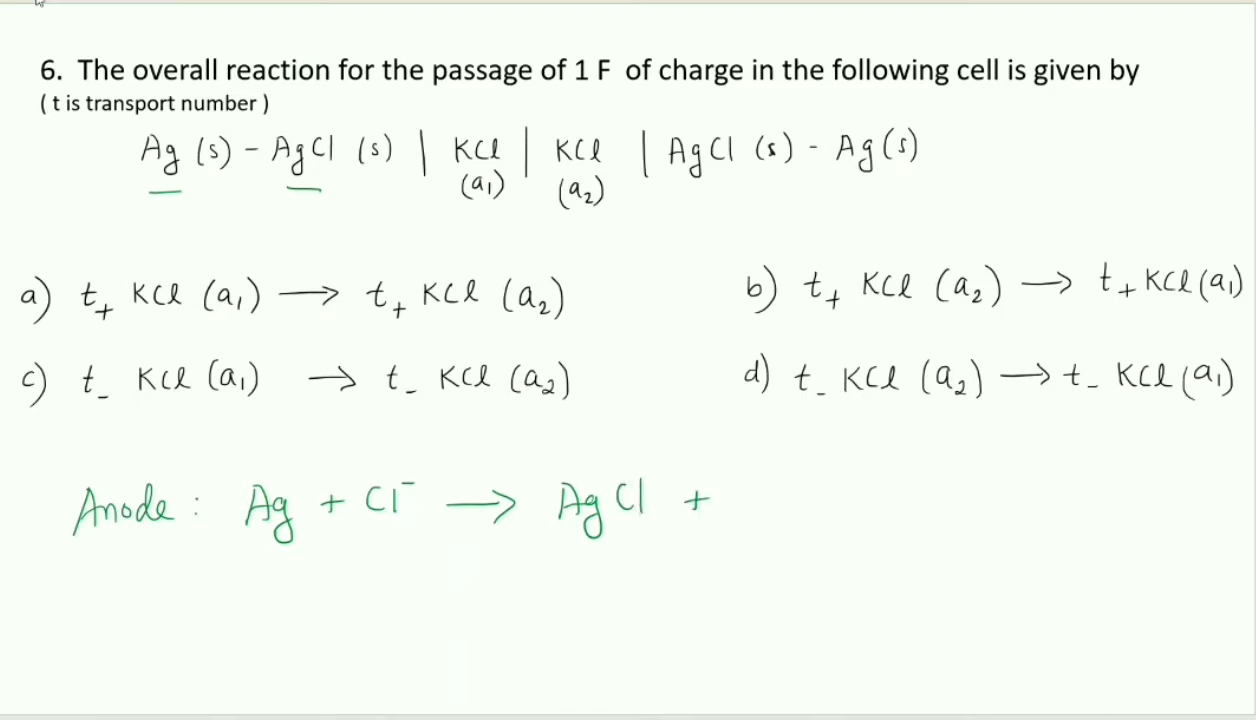 6. The overall reaction for the passage of 1 F of charge in the following cell is given by
( t is transport number )
Ag (s) - AgCl (s) | KCl | KCl | AgCl (s) - Ag(s)
(a₁) (a₂)
a) t₊ KCl (a₁) → t₊ KCl (a₂) b) t₊ KCl (a₂) → t₊ KCl (a₁)
c) t₋ KCl (a₁) → t₋ KCl (a₂) d) t₋ KCl (a₂) → t₋ KCl (a₁)
Anode : Ag + Cl⁻ → AgCl +